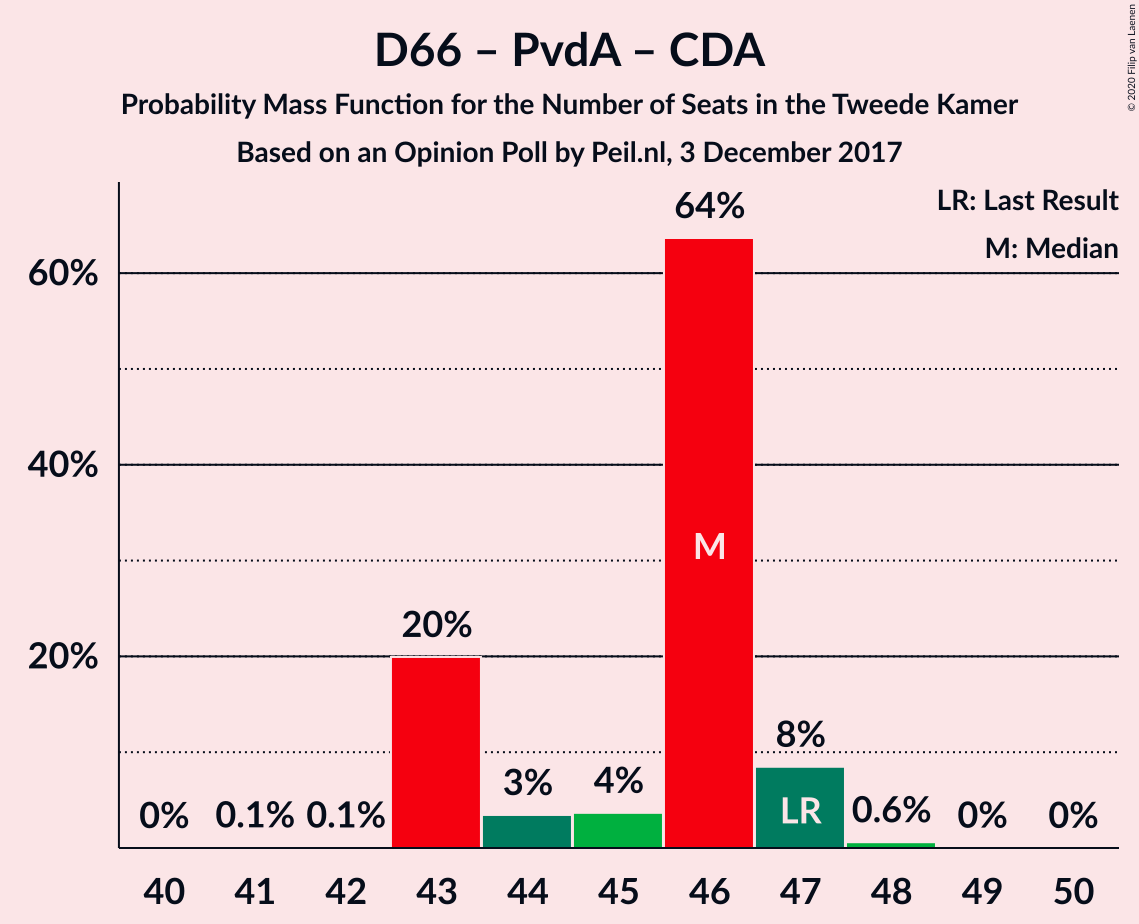 D66 – PvdA – CDA
Probability Mass Function for the Number of Seats in the Tweede Kamer
Based on an Opinion Poll by Peil.nl, 3 December 2017
© 2020 Filip van Laenen
LR: Last Result
M: Median
60%
40%
20%
0%
0.1%
0.1%
20%
3%
4%
64%
8%
0.6%
0%
0%
M
LR
40 41 42 43 44 45 46 47 48 49 50